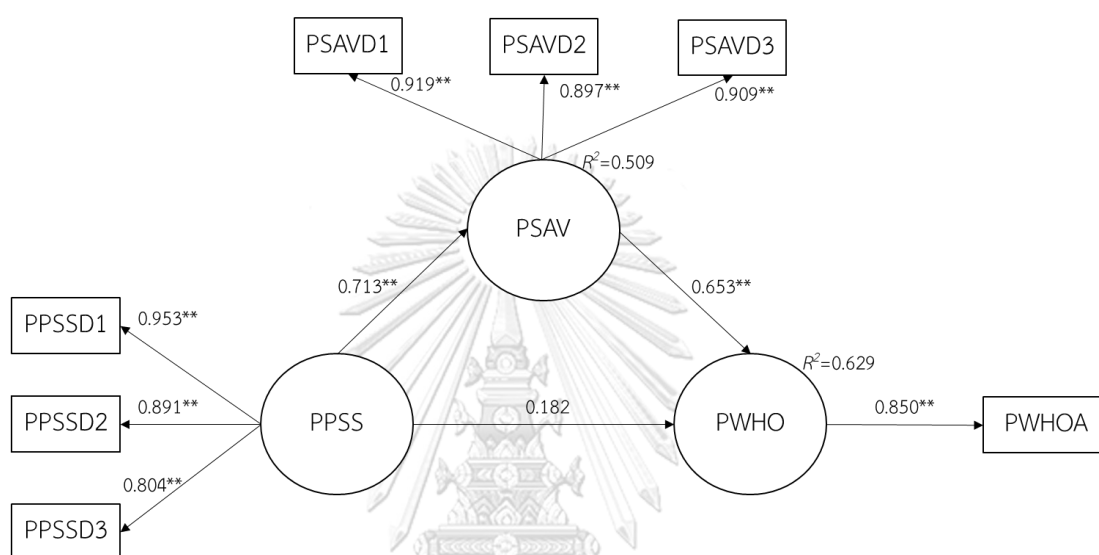 PSAVD1
PSAVD2
PSAVD3
0.919**
0.897**
0.909**
R²=0.509
PSAV
0.713**
0.653**
PPSSD1
0.953**
R²=0.629
PPSSD2
0.891**
PPSS
0.182
PWHO
0.850**
PWHOA
0.804**
PPSSD3